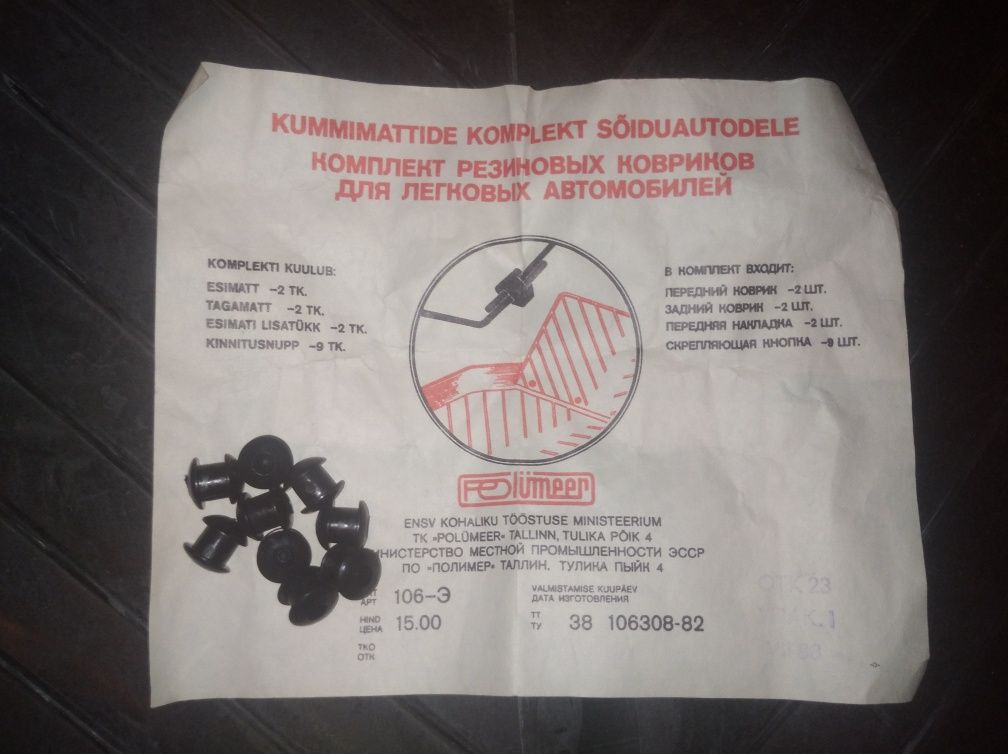 KUMMIMATTIDE KOMPLEKT SÕIDUAUTODELE
КОМПЛЕКТ РЕЗИНОВЫХ КОВРИКОВ
ДЛЯ ЛЕГКОВЫХ АВТОМОБИЛЕЙ
KOMPLEKTI KUULUB:
ESIMATT -2 TK.
TAGAMATT -2 TK.
ESIMATI LISATÜKK -2 TK.
KINNITUSNUPP -9 TK.
В КОМПЛЕКТ ВХОДИТ:
ПЕРЕДНИЙ КОВРИК -2 ШТ.
ЗАДНИЙ КОВРИК -2 ШТ.
ПЕРЕДНЯЯ НАКЛАДКА -2 ШТ.
СКРЕПЛЯЮЩАЯ КНОПКА -9 ШТ.
Polümeer
ENSV KOHALIKU TÖÖSTUSE MINISTEERIUM
TK »POLÜMEER« TALLINN, TULIKA PÕIK 4
НИСТЕРСТВО МЕСТНОЙ ПРОМЫШЛЕННОСТИ ЭССР
ПО »ПОЛИМЕР« ТАЛЛИН. ТУЛИКА ПЫЙК 4
АРТ 106-Э
VALMISTAMISE KUUPÄEV
ДАТА ИЗГОТОВЛЕНИЯ
HIND
ЦЕНА 15.00
TT
ТУ 38 106308-82
TKO
ОТК
ОТК 23